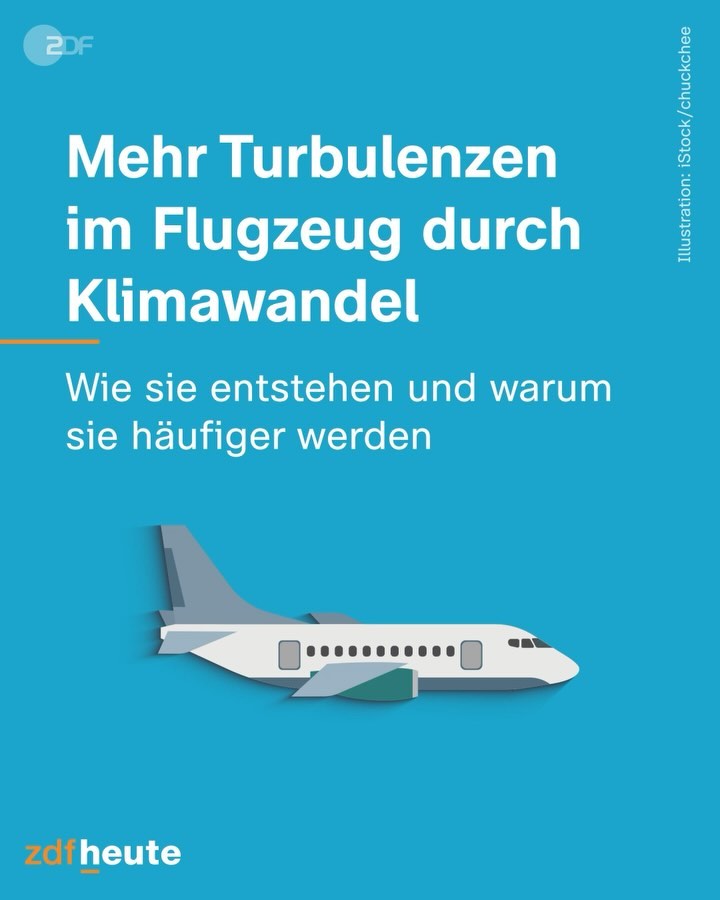 ZDF
Illustration: iStock/chuckchee
Mehr Turbulenzen
im Flugzeug durch
Klimawandel
Wie sie entstehen und warum
sie häufiger werden
zdfheute